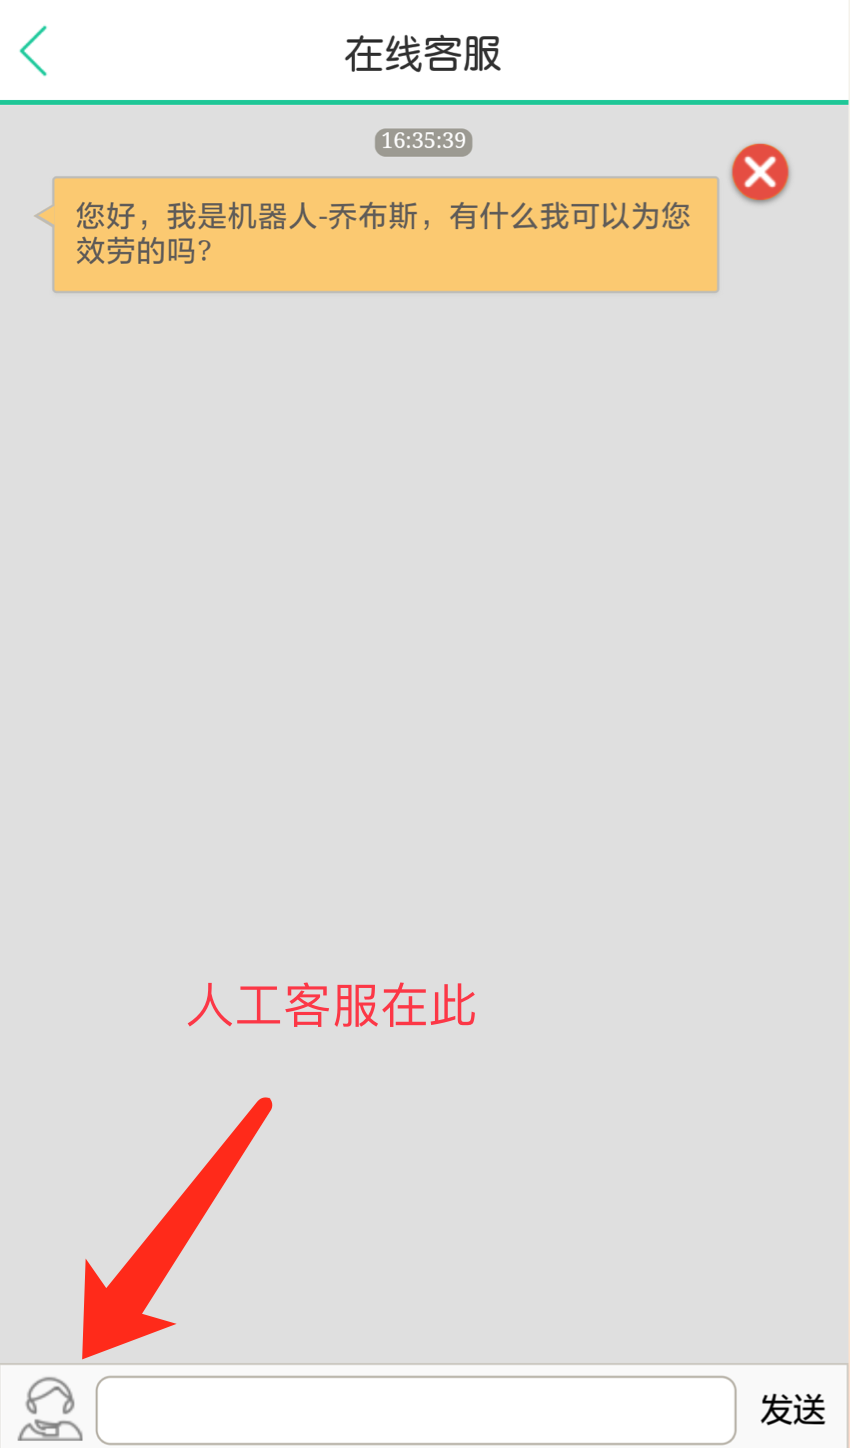 在线客服
16:35:39
您好，我是机器人-乔布斯，有什么我可以为您
效劳的吗?
人工客服在此
发送